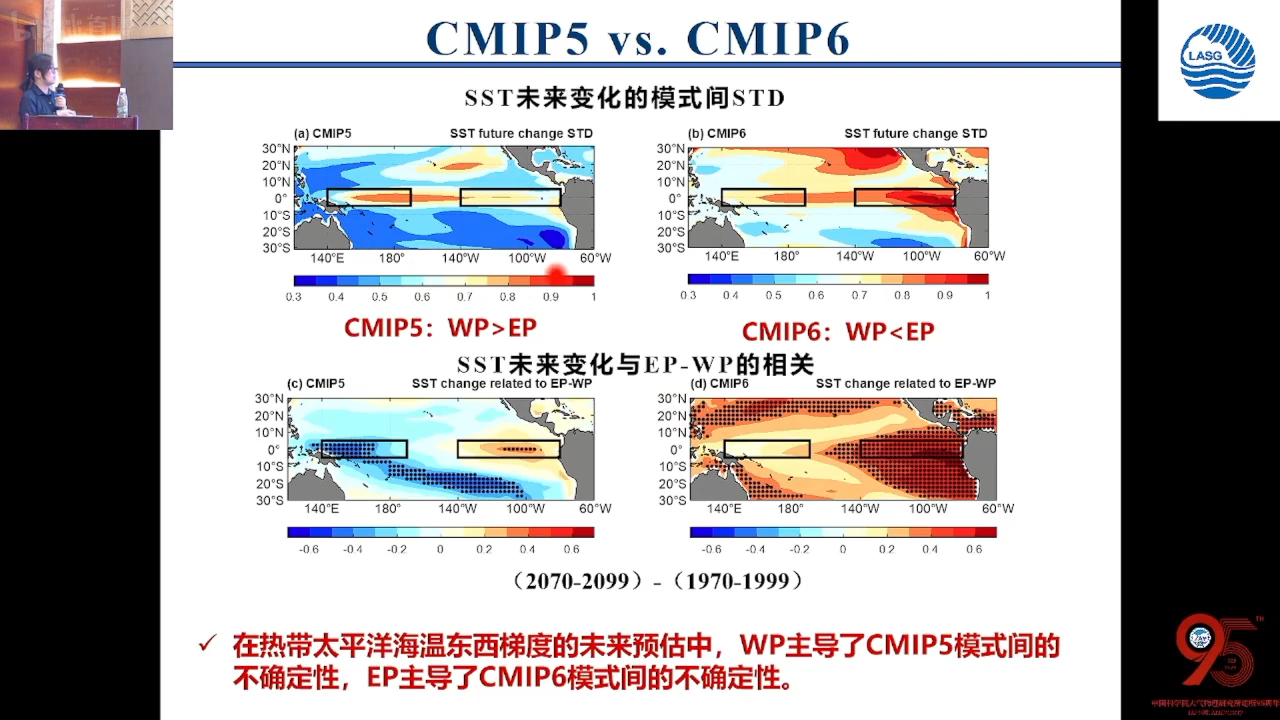 CMIP5 vs. CMIP6
LASG
SST未来变化的模式间STD
(a) CMIP5 SST future change STD
(b) CMIP6 SST future change STD
30°N
20°N
10°N
0°
10°S
20°S
30°S
140°E 180° 140°W 100°W 60°W
0.3 0.4 0.5 0.6 0.7 0.8 0.9 1
30°N
20°N
10°N
0°
10°S
20°S
30°S
140°E 180° 140°W 100°W 60°W
0.3 0.4 0.5 0.6 0.7 0.8 0.9 1
CMIP5：WP>EP
CMIP6：WP<EP
SST未来变化与EP-WP的相关
(c) CMIP5 SST change related to EP-WP
(d) CMIP6 SST change related to EP-WP
30°N
20°N
10°N
0°
10°S
20°S
30°S
140°E 180° 140°W 100°W 60°W
-0.6 -0.4 -0.2 0 0.2 0.4 0.6
30°N
20°N
10°N
0°
10°S
20°S
30°S
140°E 180° 140°W 100°W 60°W
-0.6 -0.4 -0.2 0 0.2 0.4 0.6
（2070-2099）-（1970-1999）
✓ 在热带太平洋海温东西梯度的未来预估中，WP主导了CMIP5模式间的
不确定性，EP主导了CMIP6模式间的不确定性。
95TH